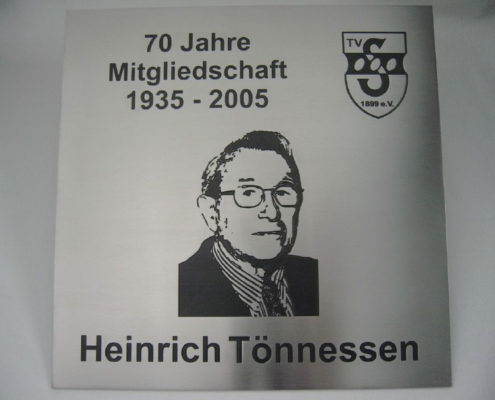 70 Jahre
Mitgliedschaft
1935 - 2005
TV
S
1899 e.V.
Heinrich Tönnessen